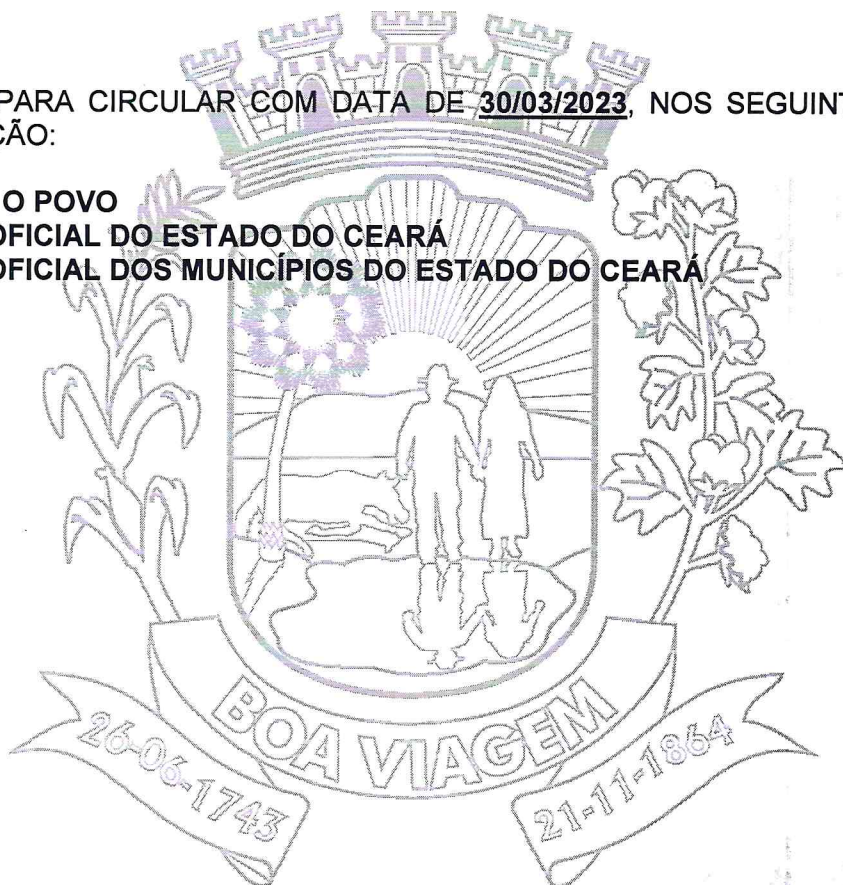 PARA CIRCULAR COM DATA DE 30/03/2023, NOS SEGUINT
ÇÃO:
O POVO
OFICIAL DO ESTADO DO CEARÁ
OFICIAL DOS MUNICÍPIOS DO ESTADO DO CEARÁ
BOA VIAGEM
26-06-1743
21-11-1864